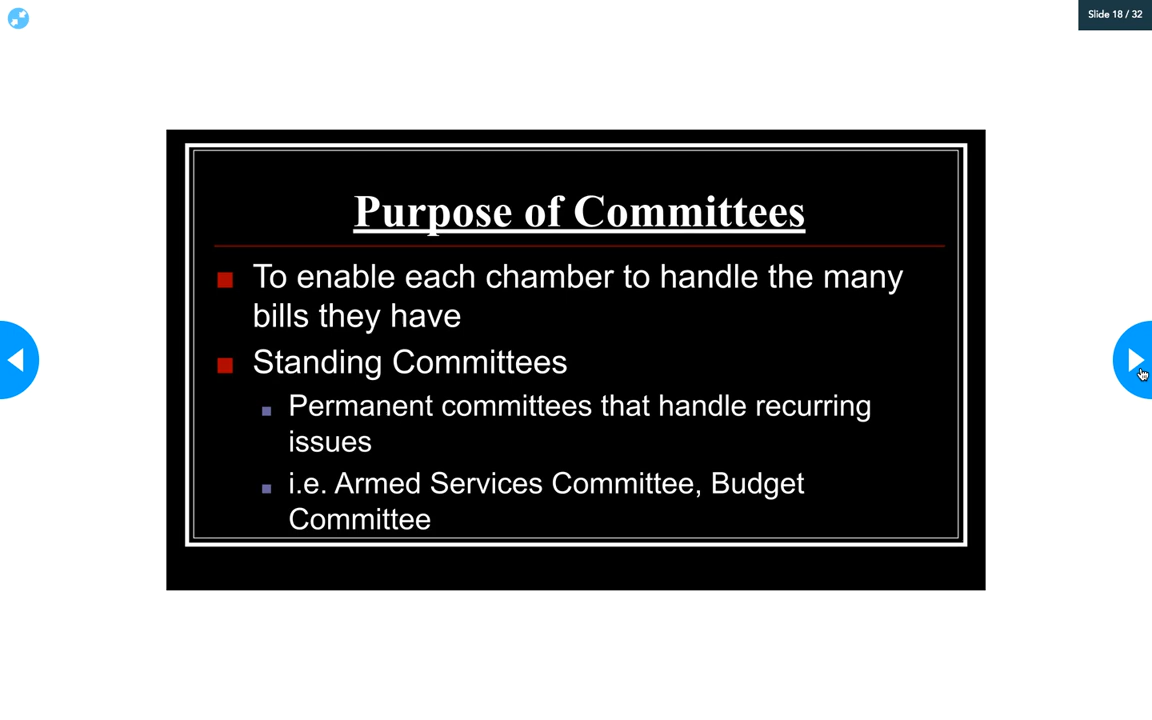 Slide 18 / 32
Purpose of Committees
To enable each chamber to handle the many
bills they have
Standing Committees
Permanent committees that handle recurring
issues
i.e. Armed Services Committee, Budget
Committee